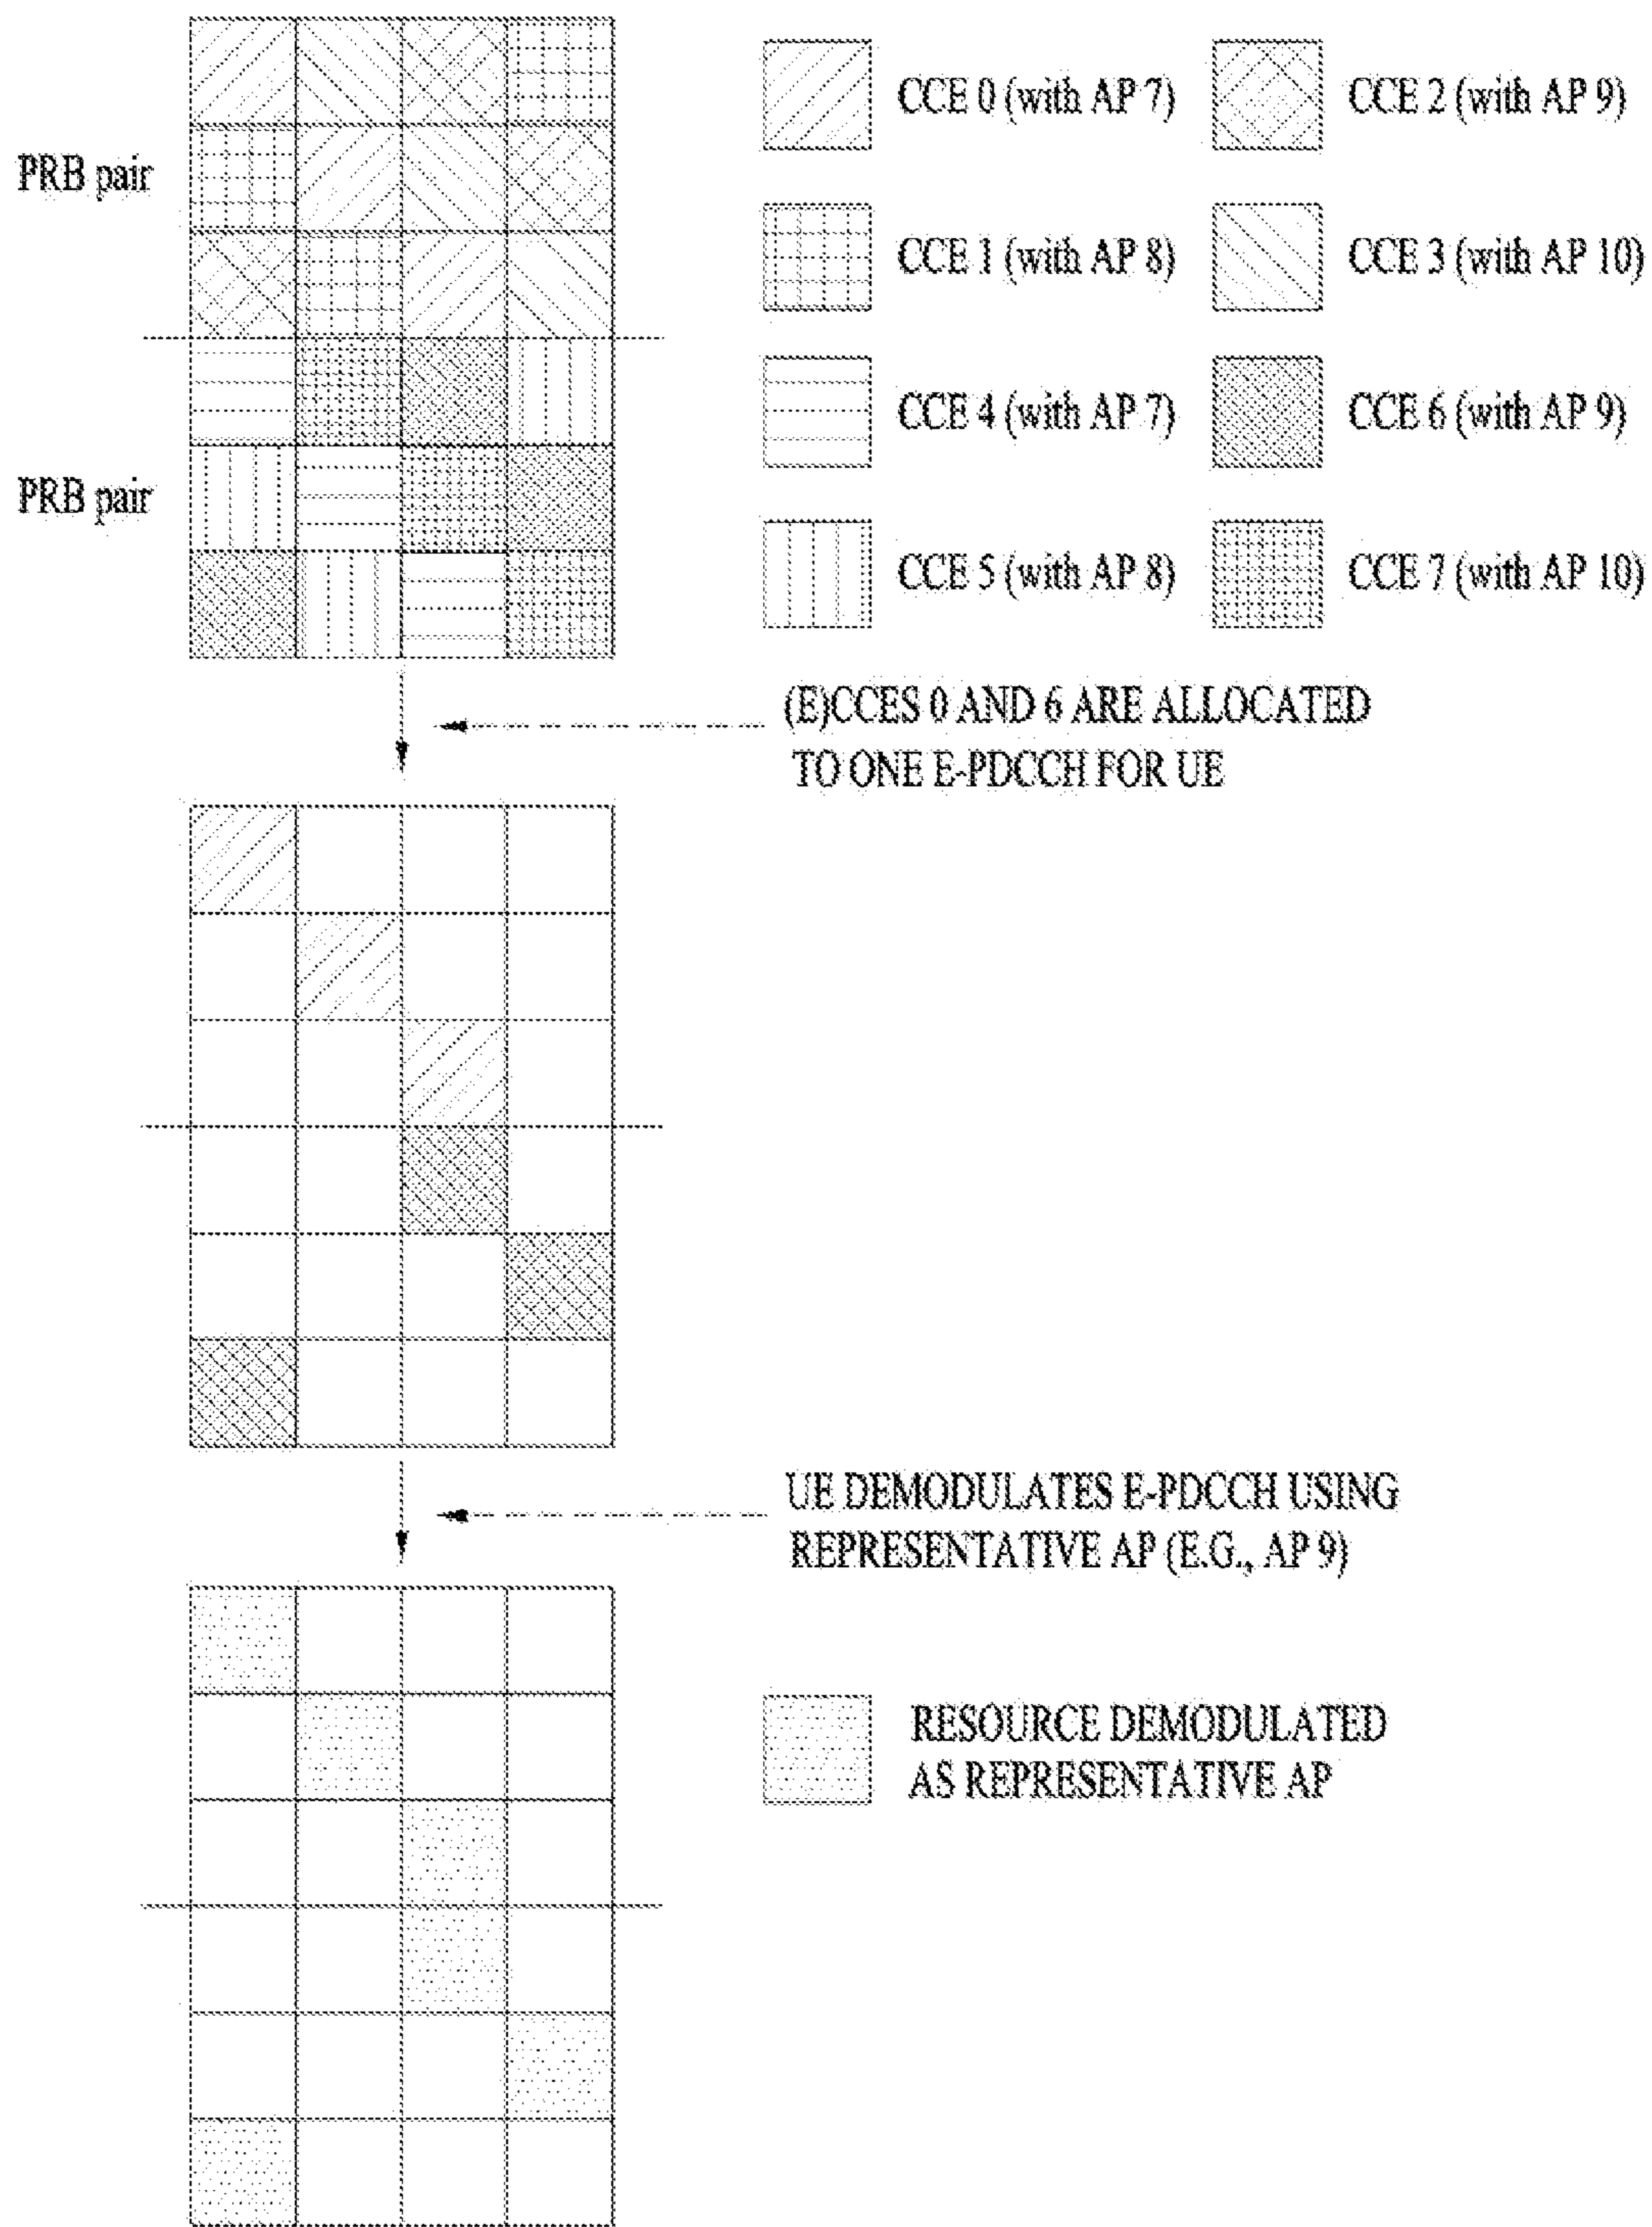 CCE 0 (with AP 7)
CCE 2 (with AP 9)
PRB pair
CCE 1 (with AP 8)
CCE 3 (with AP 10)
CCE 4 (with AP 7)
CCE 6 (with AP 9)
PRB pair
CCE 5 (with AP 8)
CCE 7 (with AP 10)
(E)CCES 0 AND 6 ARE ALLOCATED
TO ONE E-PDCCH FOR UE
UE DEMODULATES E-PDCCH USING
REPRESENTATIVE AP (E.G., AP 9)
RESOURCE DEMODULATED
AS REPRESENTATIVE AP